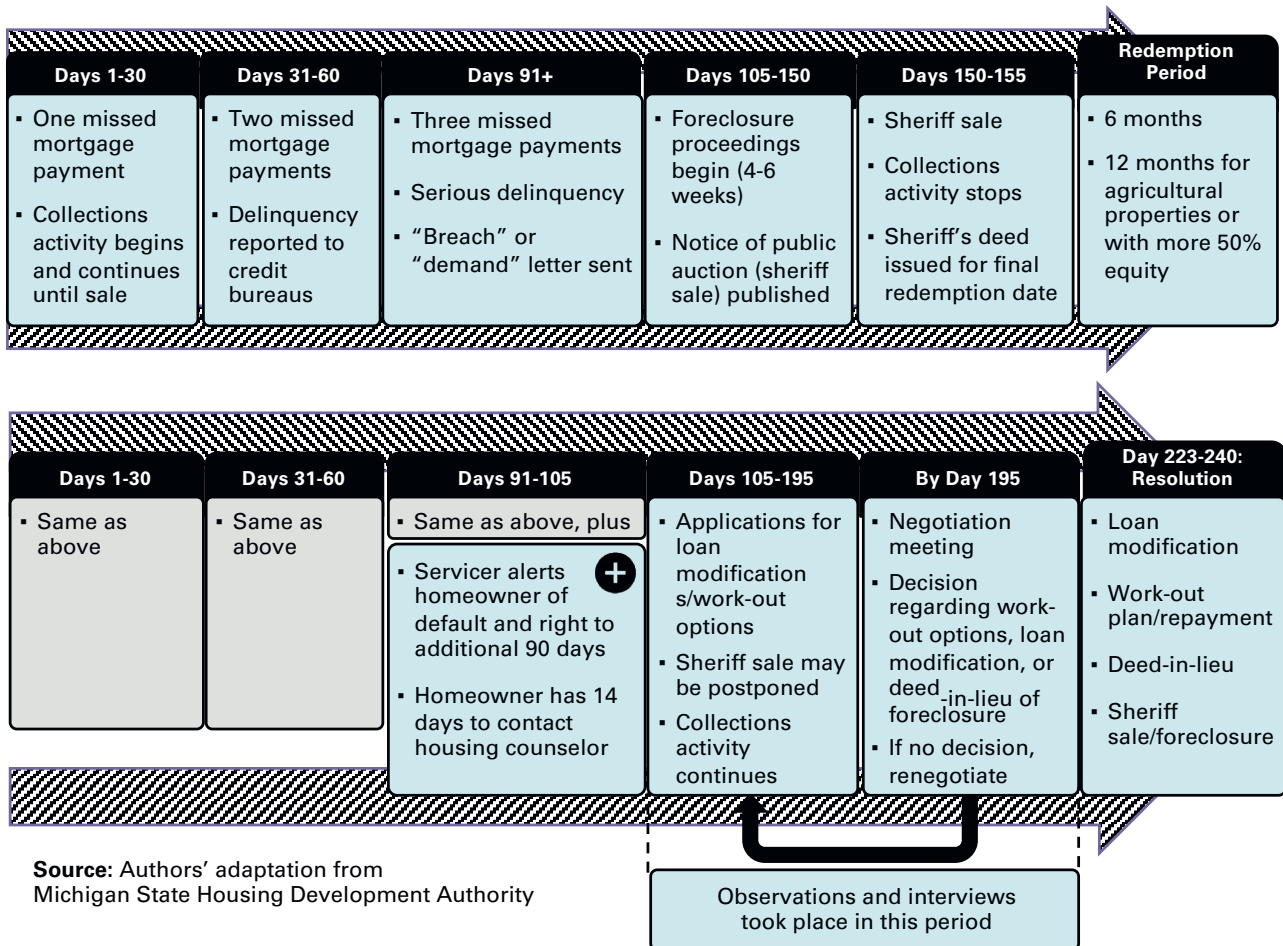 Days 1-30
▪ One missed
mortgage
payment
▪ Collections
activity begins
and continues
until sale
Days 31-60
▪ Two missed
mortgage
payments
▪ Delinquency
reported to
credit
bureaus
Days 91+
▪ Three missed
mortgage payments
▪ Serious delinquency
▪ “Breach” or
“demand” letter sent
Days 105-150
▪ Foreclosure
proceedings
begin (4-6
weeks)
▪ Notice of public
auction (sheriff
sale) published
Days 150-155
▪ Sheriff sale
▪ Collections
activity stops
▪ Sheriff’s deed
issued for final
redemption date
Redemption
Period
▪ 6 months
▪ 12 months for
agricultural
properties or
with more 50%
equity
Days 1-30
▪ Same as
above
Days 31-60
▪ Same as
above
Days 91-105
▪ Same as above, plus
▪ Servicer alerts
homeowner of
default and right to
additional 90 days
+
▪ Homeowner has 14
days to contact
housing counselor
Days 105-195
▪ Applications for
loan
modification
s/work-out
options
▪ Sheriff sale may
be postponed
▪ Collections
activity
continues
By Day 195
▪ Negotiation
meeting
▪ Decision
regarding work-
out options, loan
modification, or
deed-in-lieu of
foreclosure
▪ If no decision,
renegotiate
Day 223-240:
Resolution
▪ Loan
modification
▪ Work-out
plan/repayment
▪ Deed-in-lieu
▪ Sheriff
sale/foreclosure
Source: Authors’ adaptation from
Michigan State Housing Development Authority
Observations and interviews
took place in this period